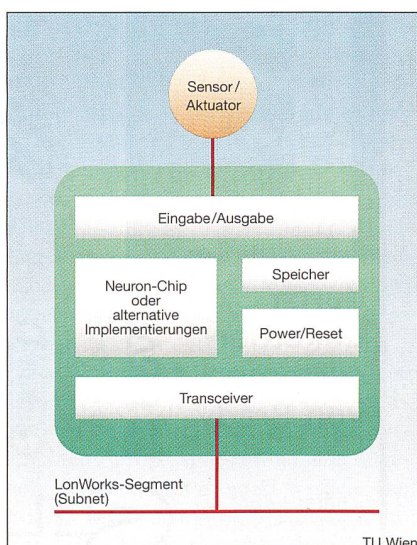 Sensor/
Aktuator
Eingabe/Ausgabe
Neuron-Chip
oder
alternative
Implementierungen
Speicher
Power/Reset
Transceiver
LonWorks-Segment
(Subnet)
TU Wien